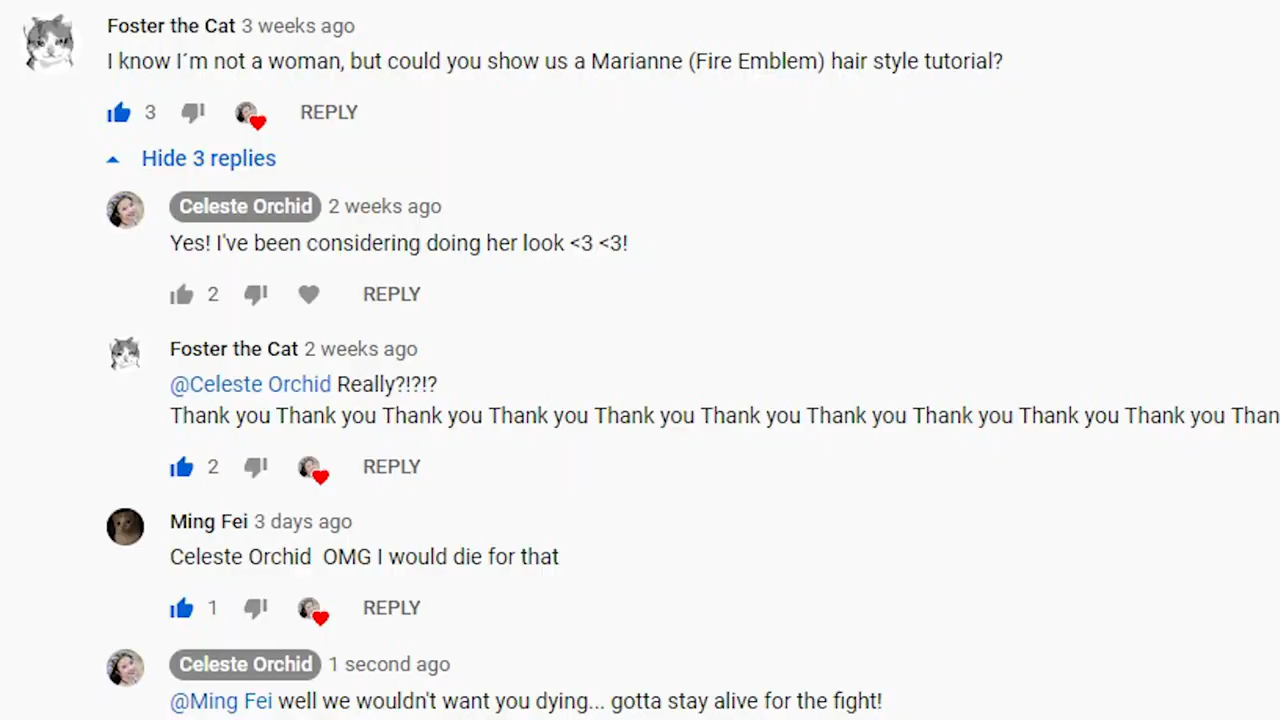 Foster the Cat 3 weeks ago
I know I´m not a woman, but could you show us a Marianne (Fire Emblem) hair style tutorial?
3 REPLY
Hide 3 replies
Celeste Orchid 2 weeks ago
Yes! I've been considering doing her look <3 <3!
2 REPLY
Foster the Cat 2 weeks ago
@Celeste Orchid Really?!?!?
Thank you Thank you Thank you Thank you Thank you Thank you Thank you Thank you Thank you Thank you Than
2 REPLY
Ming Fei 3 days ago
Celeste Orchid  OMG I would die for that
1 REPLY
Celeste Orchid 1 second ago
@Ming Fei well we wouldn't want you dying... gotta stay alive for the fight!